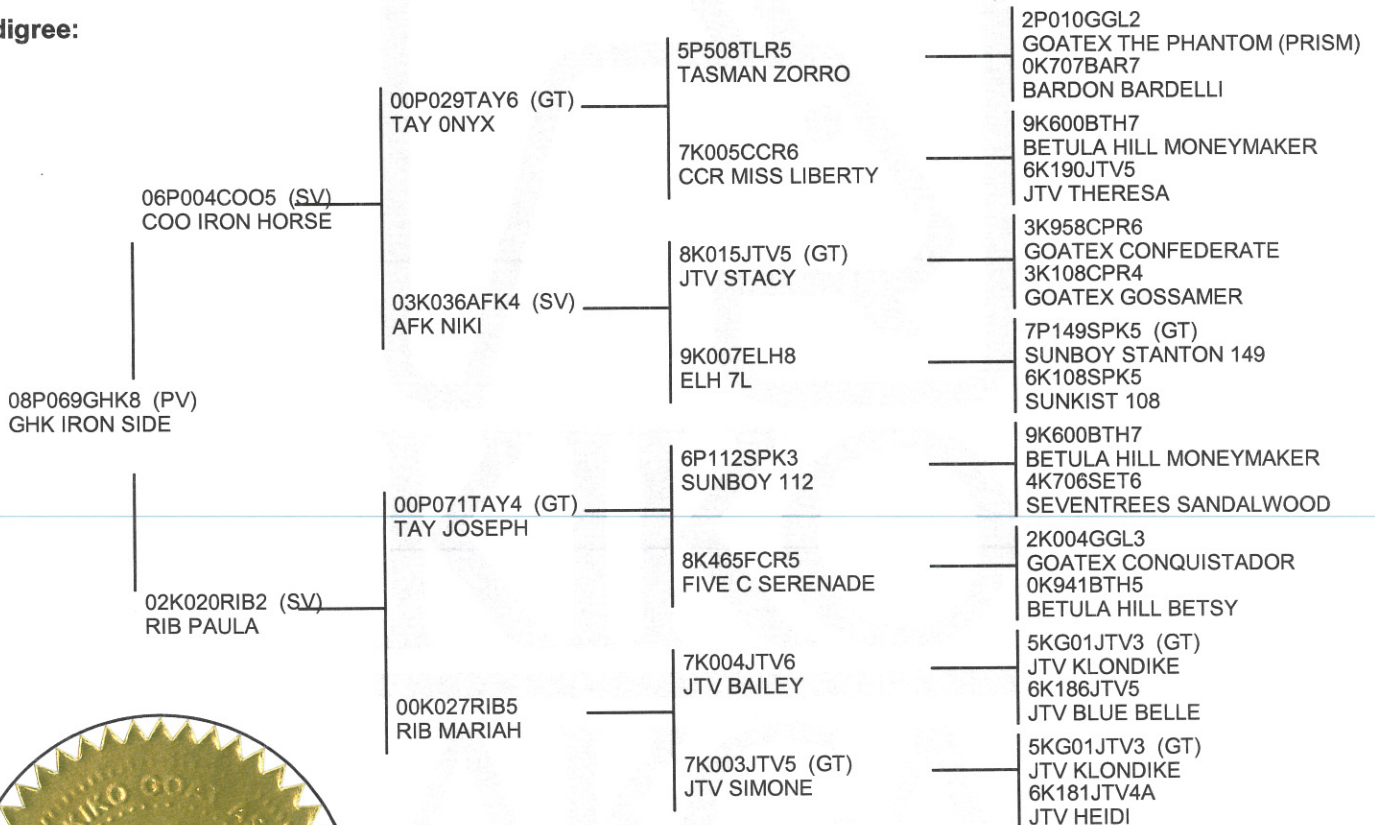 digree:
08P069GHK8 (PV)
GHK IRON SIDE
06P004COO5 (SV)
COO IRON HORSE
02K020RIB2 (SV)
RIB PAULA
00P029TAY6 (GT)
TAY 0NYX
03K036AFK4 (SV)
AFK NIKI
00P071TAY4 (GT)
TAY JOSEPH
00K027RIB5
RIB MARIAH
5P508TLR5
TASMAN ZORRO
7K005CCR6
CCR MISS LIBERTY
8K015JTV5 (GT)
JTV STACY
9K007ELH8
ELH 7L
6P112SPK3
SUNBOY 112
8K465FCR5
FIVE C SERENADE
7K004JTV6
JTV BAILEY
7K003JTV5 (GT)
JTV SIMONE
2P010GGL2
GOATEX THE PHANTOM (PRISM)
0K707BAR7
BARDON BARDELLI
9K600BTH7
BETULA HILL MONEYMAKER
6K190JTV5
JTV THERESA
3K958CPR6
GOATEX CONFEDERATE
3K108CPR4
GOATEX GOSSAMER
7P149SPK5 (GT)
SUNBOY STANTON 149
6K108SPK5
SUNKIST 108
9K600BTH7
BETULA HILL MONEYMAKER
4K706SET6
SEVENTREES SANDALWOOD
2K004GGL3
GOATEX CONQUISTADOR
0K941BTH5
BETULA HILL BETSY
5KG01JTV3 (GT)
JTV KLONDIKE
6K186JTV5
JTV BLUE BELLE
5KG01JTV3 (GT)
JTV KLONDIKE
6K181JTV4A
JTV HEIDI
KIKO GOAT